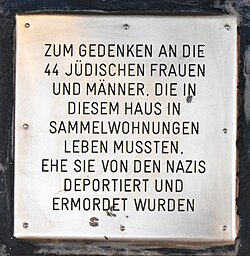 ZUM GEDENKEN AN DIE
44 JÜDISCHEN FRAUEN
UND MÄNNER, DIE IN
DIESEM HAUS IN
SAMMELWOHNUNGEN
LEBEN MUSSTEN,
EHE SIE VON DEN NAZIS
DEPORTIERT UND
ERMORDET WURDEN